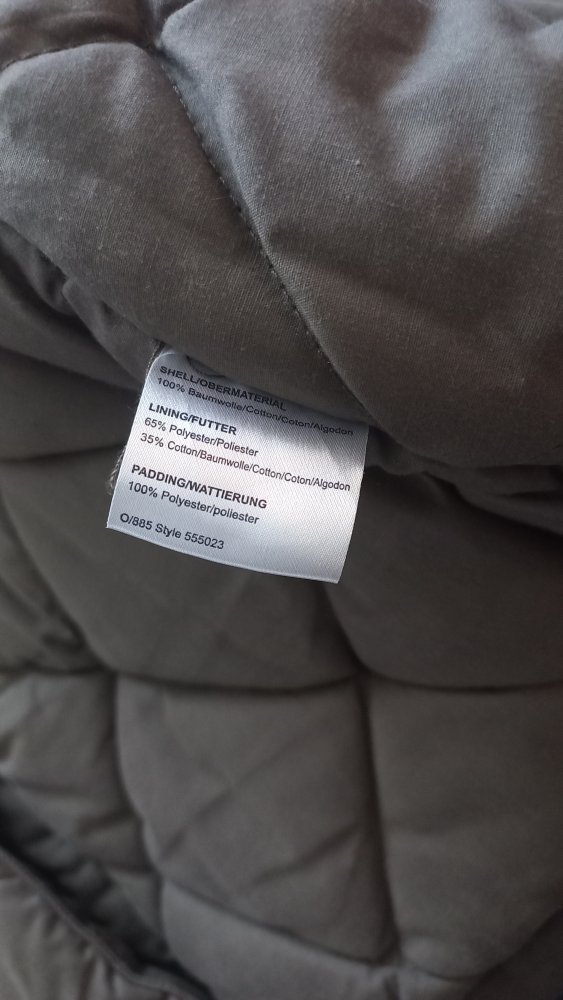 SHELL/OBERMATERIAL
100% Baumwolle/Cotton/Coton/Algodon
LINING/FUTTER
65% Polyester/Poliester
35% Cotton/Baumwolle/Cotton/Coton/Algodon
PADDING/WATTIERUNG
100% Polyester/poliester
O/885 Style 555023